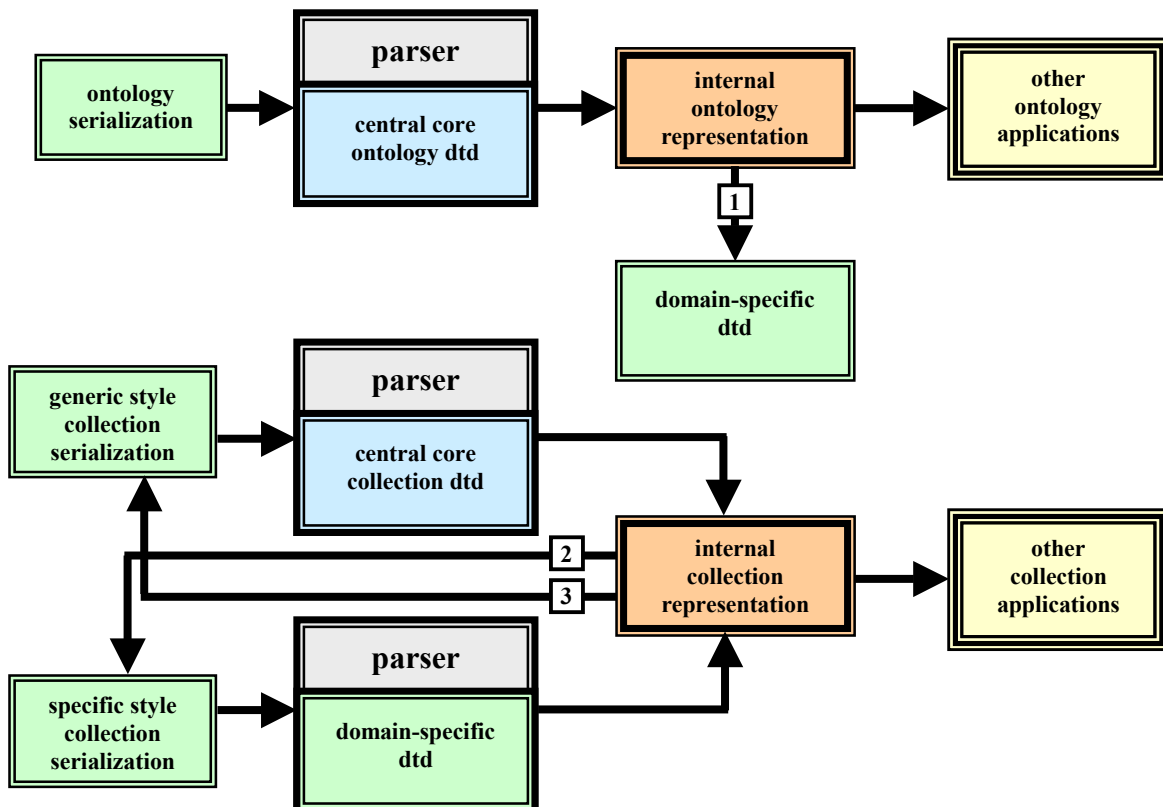 parser
ontology
serialization
central core
ontology dtd
internal
ontology
representation
other
ontology
applications
1
domain-specific
dtd
parser
generic style
collection
serialization
central core
collection dtd
2
3
internal
collection
representation
other
collection
applications
parser
specific style
collection
serialization
domain-specific
dtd